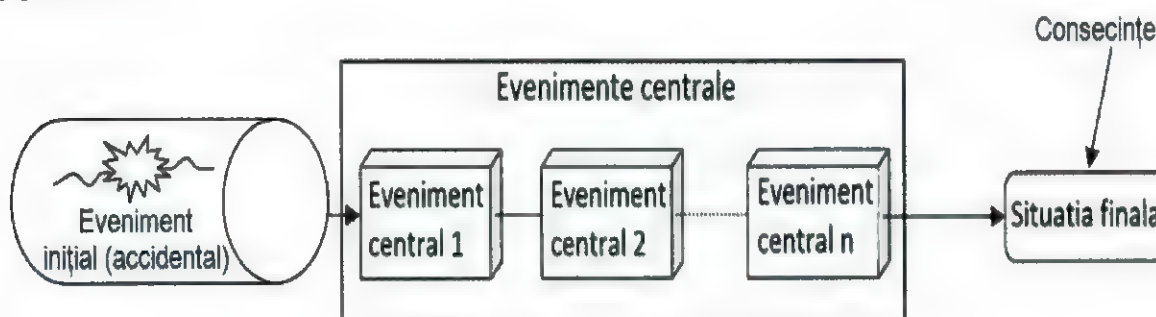 Consecințe
Evenimente centrale
Eveniment
inițial (accidental)
Eveniment
central 1
Eveniment
central 2
Eveniment
central n
Situatia finala